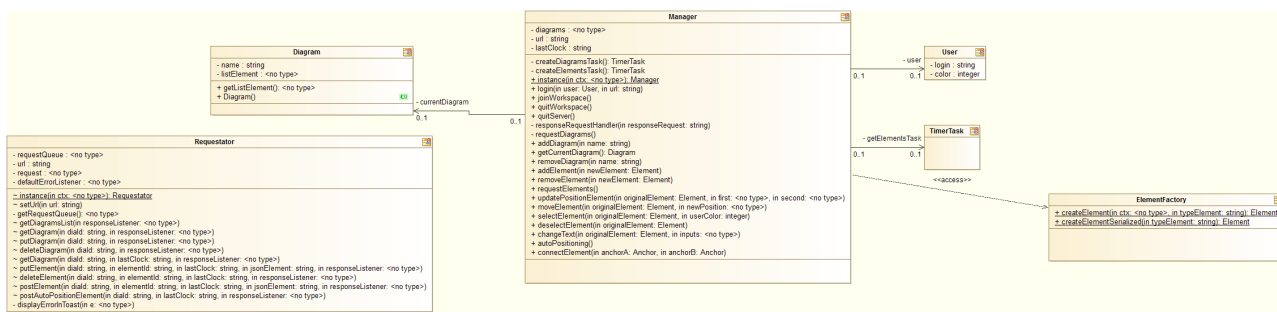 Manager
- diagrams : <no type>
- url : string
- lastClock : string
- createDiagramsTask(): TimerTask
- createElementsTask(): TimerTask
+ instance(in ctx: <no type>): Manager
+ login(in user: User, in url: string)
+ joinWorkspace()
+ quitWorkspace()
+ quitServer()
- responseRequestHandler(in responseRequest: string)
- requestDiagrams()
+ addDiagram(in name: string)
+ getCurrentDiagram(): Diagram
+ removeDiagram(in name: string)
+ addElement(in newElement: Element)
+ removeElement(in newElement: Element)
+ requestElements()
+ updatePositionElement(in originalElement: Element, in first: <no type>, in second: <no type>)
+ moveElement(in originalElement: Element, in newPosition: <no type>)
+ selectElement(in originalElement: Element, in userColor: integer)
+ deselectElement(in originalElement: Element)
+ changeText(in originalElement: Element, in inputs: <no type>)
+ autoPositioning()
+ connectElement(in anchorA: Anchor, in anchorB: Anchor)
Diagram
- name : string
- listElement : <no type>
+ getListElement(): <no type>
+ Diagram()
- currentDiagram
0..1
0..1
User
- login : string
- color : integer
- user
0..1
0..1
TimerTask
- getElementsTask
0..1
0..1
<<access>>
ElementFactory
+ createElement(in ctx: <no type>, in typeElement: string): Element
+ createElementSerialized(in typeElement: string): Element
Requestator
- requestQueue : <no type>
- url : string
- request : <no type>
- defaultErrorListener : <no type>
~ instance(in ctx: <no type>): Requestator
~ setUrl(in url: string)
- getRequestQueue(): <no type>
~ getDiagramsList(in responseListener: <no type>)
~ getDiagram(in diaId: string, in responseListener: <no type>)
~ putDiagram(in diaId: string, in responseListener: <no type>)
~ deleteDiagram(in diaId: string, in responseListener: <no type>)
~ getDiagram(in diaId: string, in lastClock: string, in responseListener: <no type>)
~ putElement(in diaId: string, in elementId: string, in lastClock: string, in jsonElement: string, in responseListener: <no type>)
~ deleteElement(in diaId: string, in elementId: string, in lastClock: string, in responseListener: <no type>)
~ postElement(in diaId: string, in elementId: string, in lastClock: string, in jsonElement: string, in responseListener: <no type>)
~ postAutoPositionElement(in diaId: string, in lastClock: string, in responseListener: <no type>)
- displayErrorInToast(in e: <no type>)